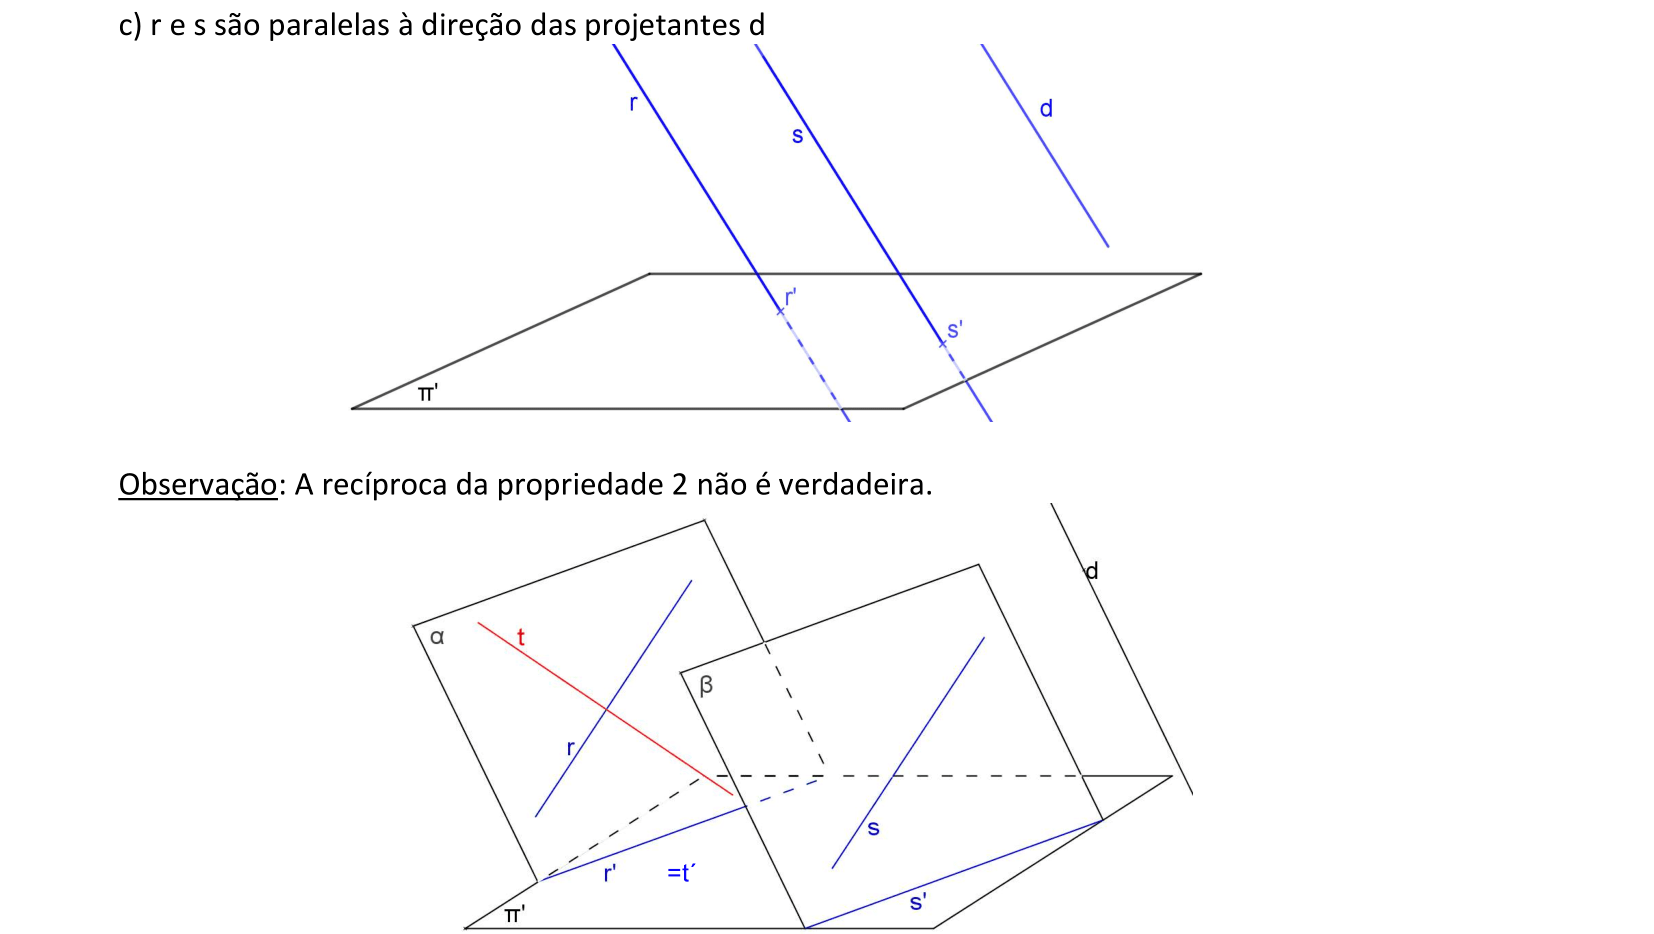 c) r e s são paralelas à direção das projetantes d
r
d
s
r'
s'
π'
Observação: A recíproca da propriedade 2 não é verdadeira.
d
α
t
β
r
s
r' =t´
s'
π'